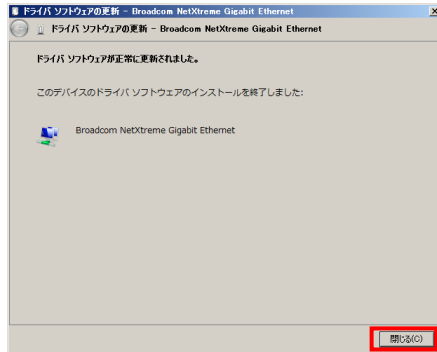 ドライバ ソフトウェアの更新 - Broadcom NetXtreme Gigabit Ethernet
ドライバ ソフトウェアの更新 - Broadcom NetXtreme Gigabit Ethernet
ドライバ ソフトウェアが正常に更新されました。
このデバイスのドライバ ソフトウェアのインストールを終了しました:
Broadcom NetXtreme Gigabit Ethernet
閉じる(C)